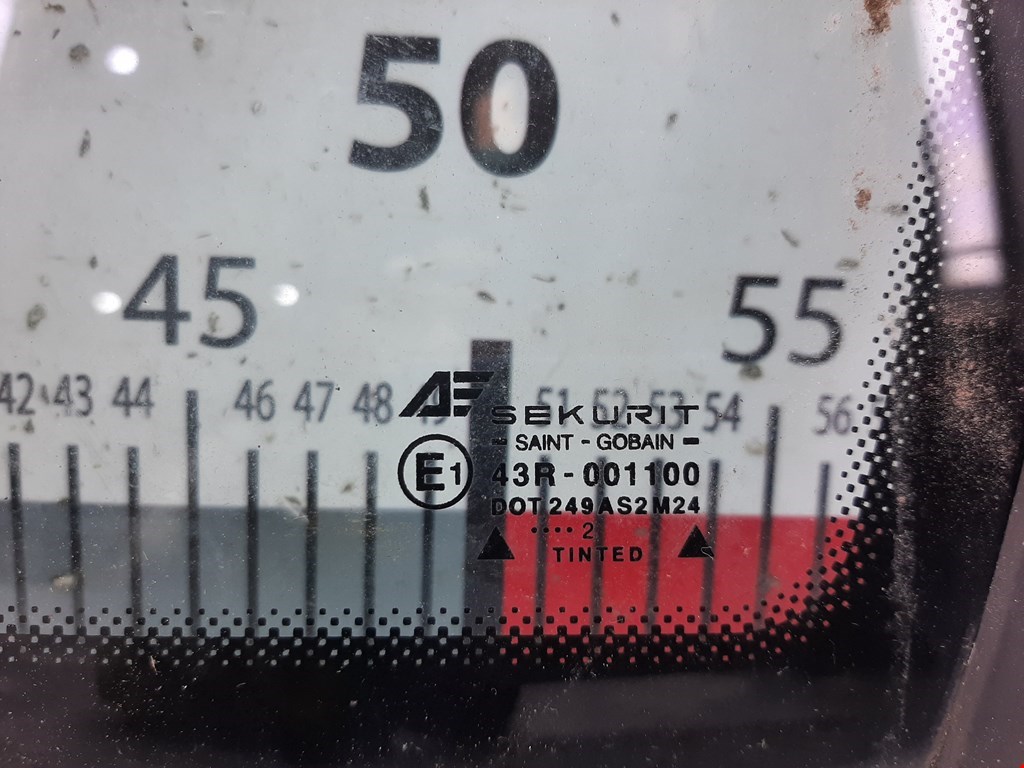 50
45 55
42 43 44 46 47 48 49 51 52 53 54 56
SEKURIT
- SAINT - GOBAIN -
E1 43R - 001100
DOT 249 AS2 M24
.... 2
TINTED